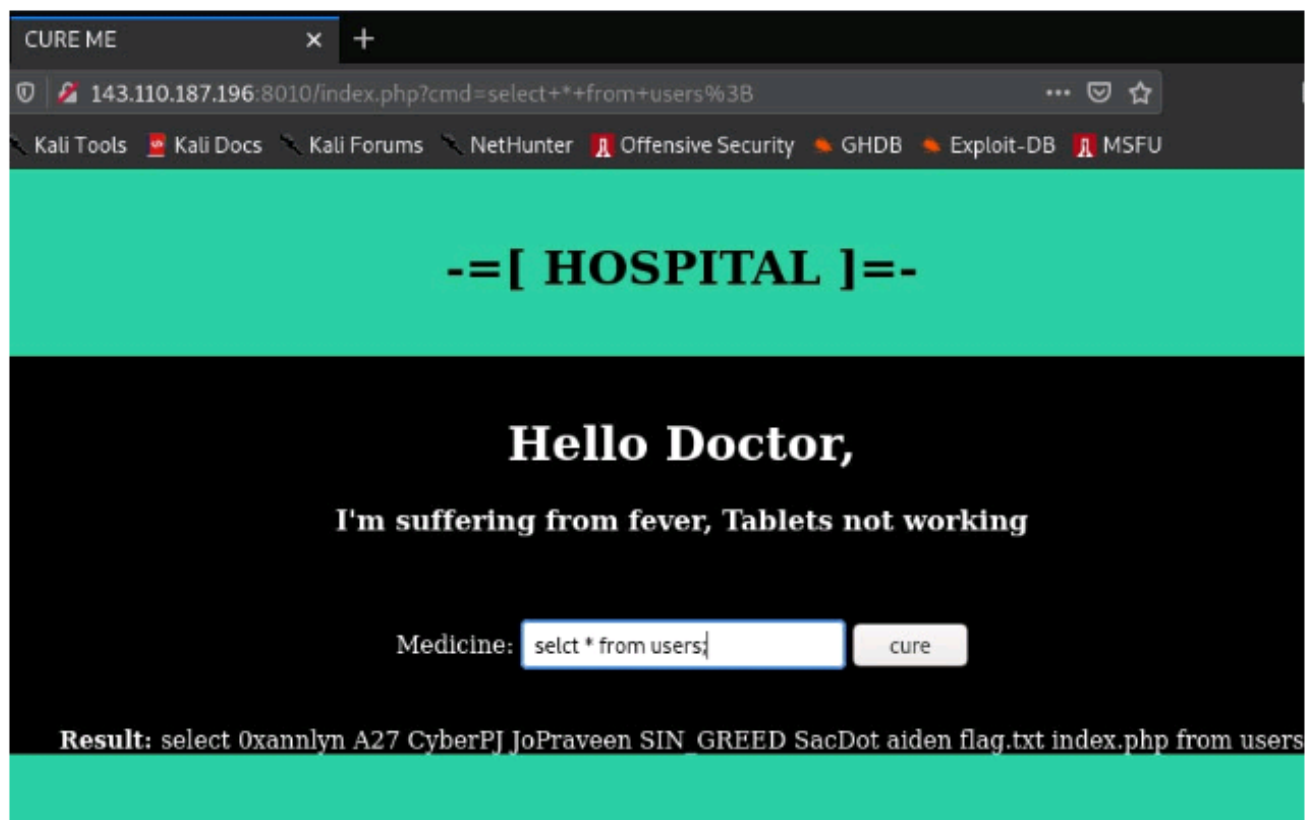 CURE ME × +
143.110.187.196:8010/index.php?cmd=select+*+from+users%3B ...
Kali Tools Kali Docs Kali Forums NetHunter Offensive Security GHDB Exploit-DB MSFU
-=[ HOSPITAL ]=-
Hello Doctor,
I'm suffering from fever, Tablets not working
Medicine: selct * from users; cure
Result: select 0xannlyn A27 CyberPJ JoPraveen SIN_GREED SacDot aiden flag.txt index.php from users